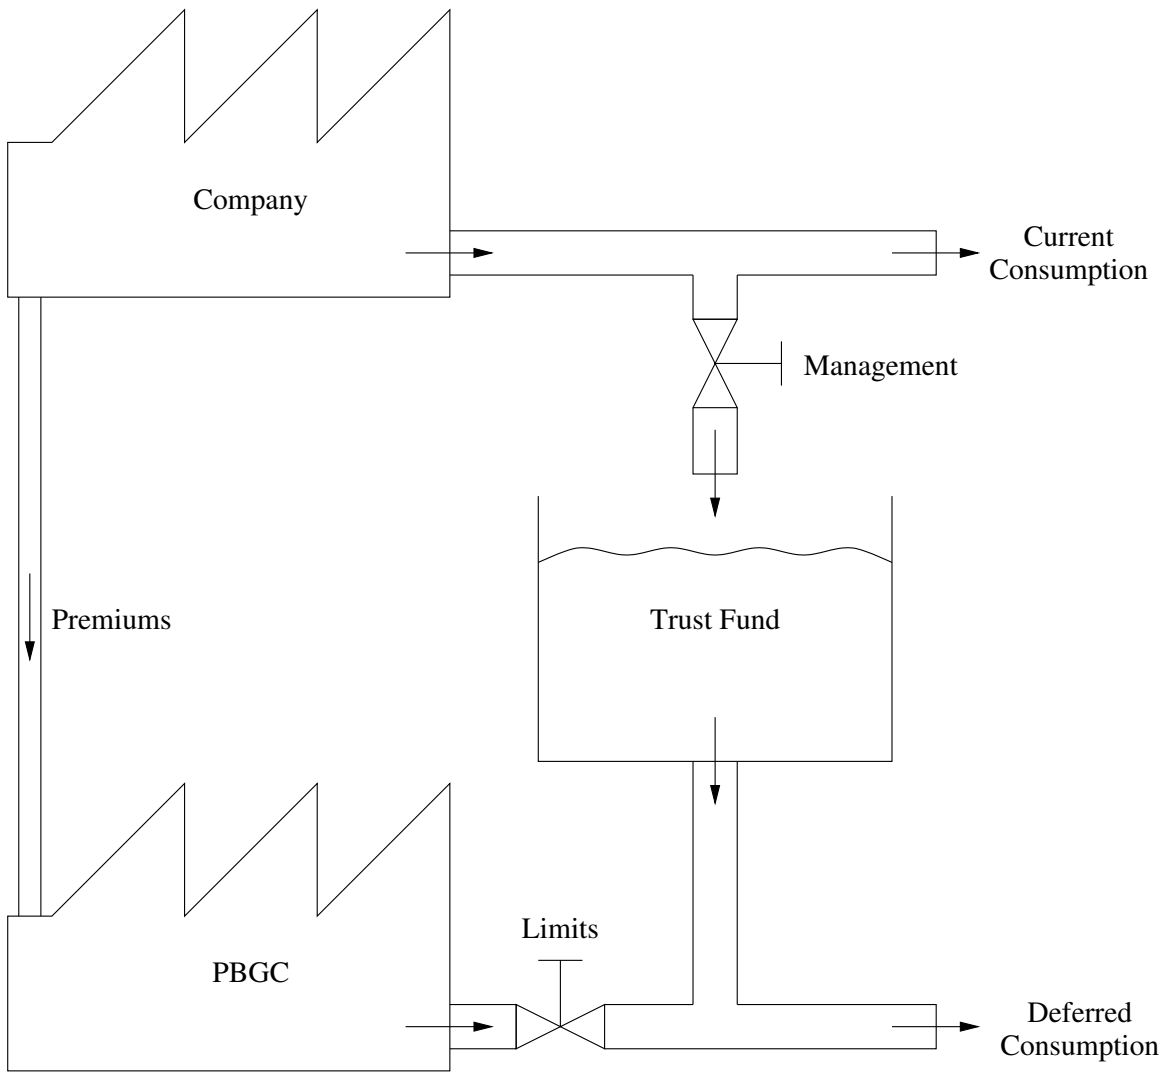 Company
Current
Consumption
Management
Premiums
Trust Fund
Limits
PBGC
Deferred
Consumption